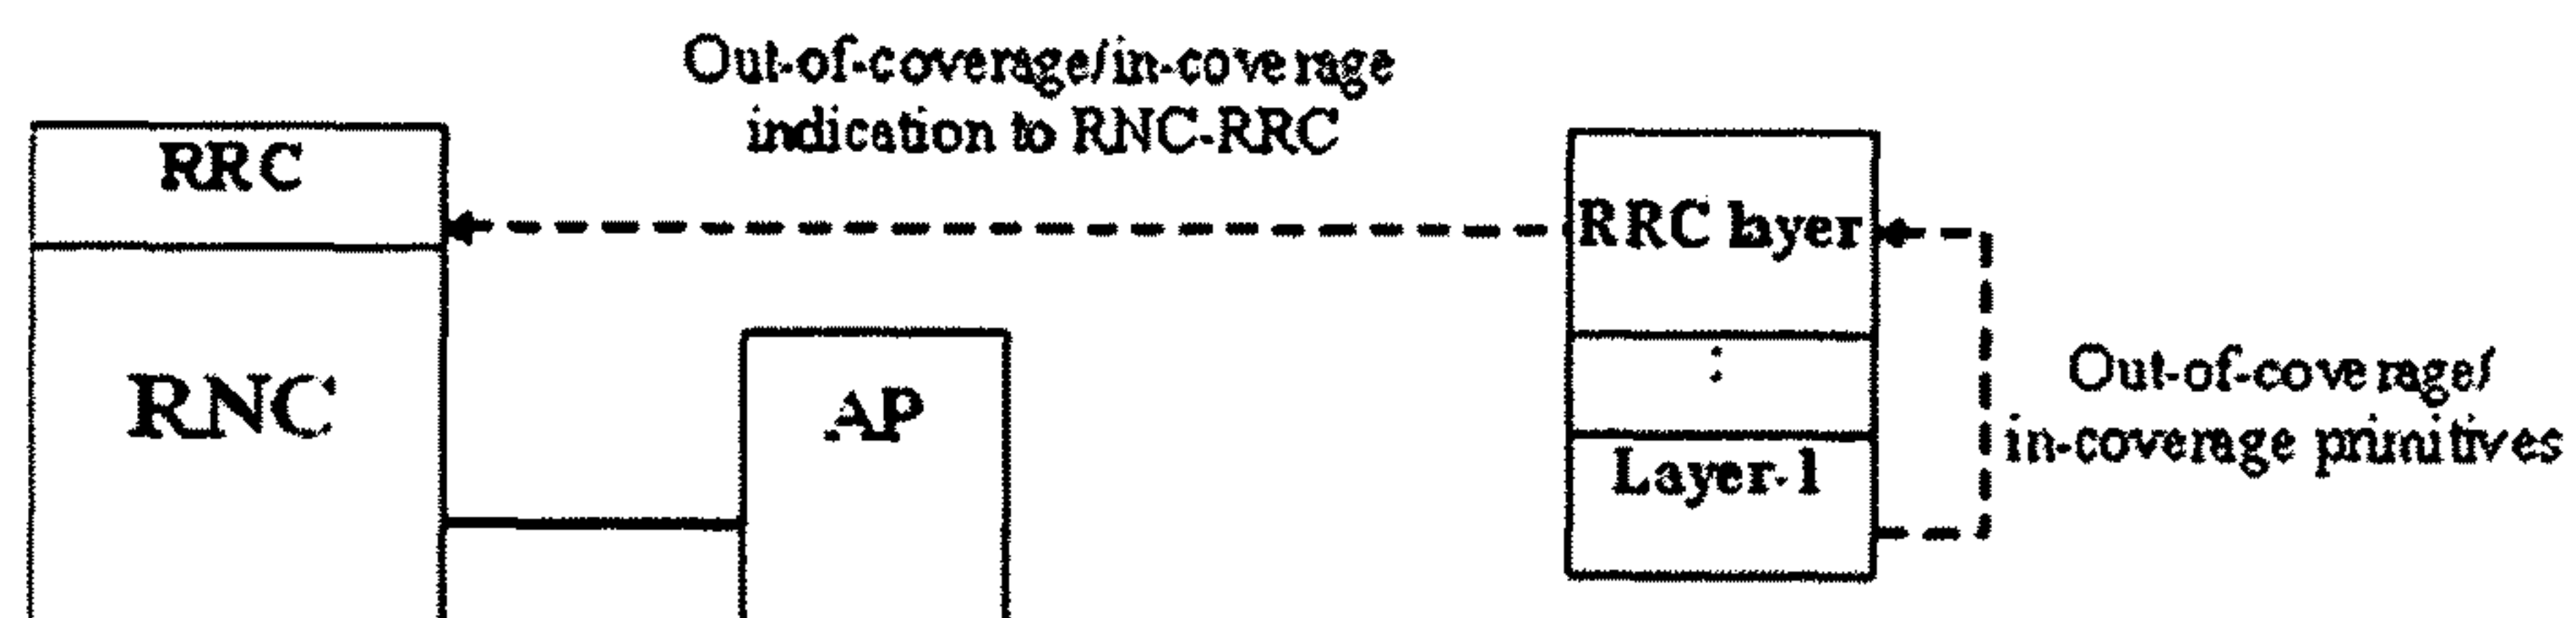 Out-of-coverage/in-coverage
indication to RNC-RRC
RRC
RRC layer
RNC
AP
:
Layer-1
Out-of-coverage/
in-coverage primitives